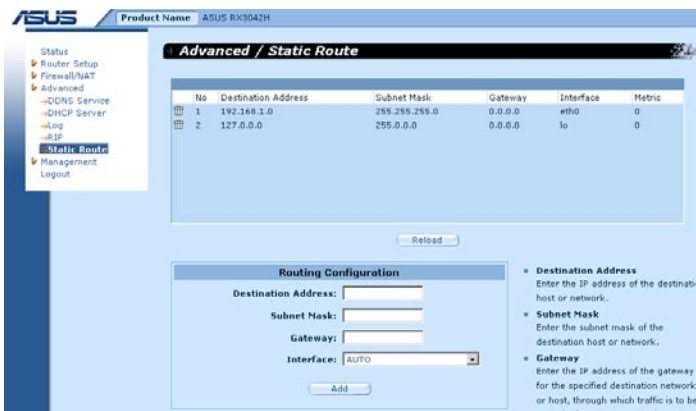 ASUS
Product Name ASUS RX3042H
Status
Router Setup
Firewall/NAT
Advanced
DDNS Service
DHCP Server
Log
RIP
Static Route
Management
Logout
Advanced / Static Route
No Destination Address Subnet Mask Gateway Interface Metric
1 192.168.1.0 255.255.255.0 0.0.0.0 eth0 0
2 127.0.0.0 255.0.0.0 0.0.0.0 lo 0
Reload
Routing Configuration
Destination Address:
Subnet Mask:
Gateway:
Interface: AUTO
Add
Destination Address
Enter the IP address of the destinati
host or network.
Subnet Mask
Enter the subnet mask of the
destination host or network.
Gateway
Enter the IP address of the gateway
for the specified destination network
or host, through which traffic is to be